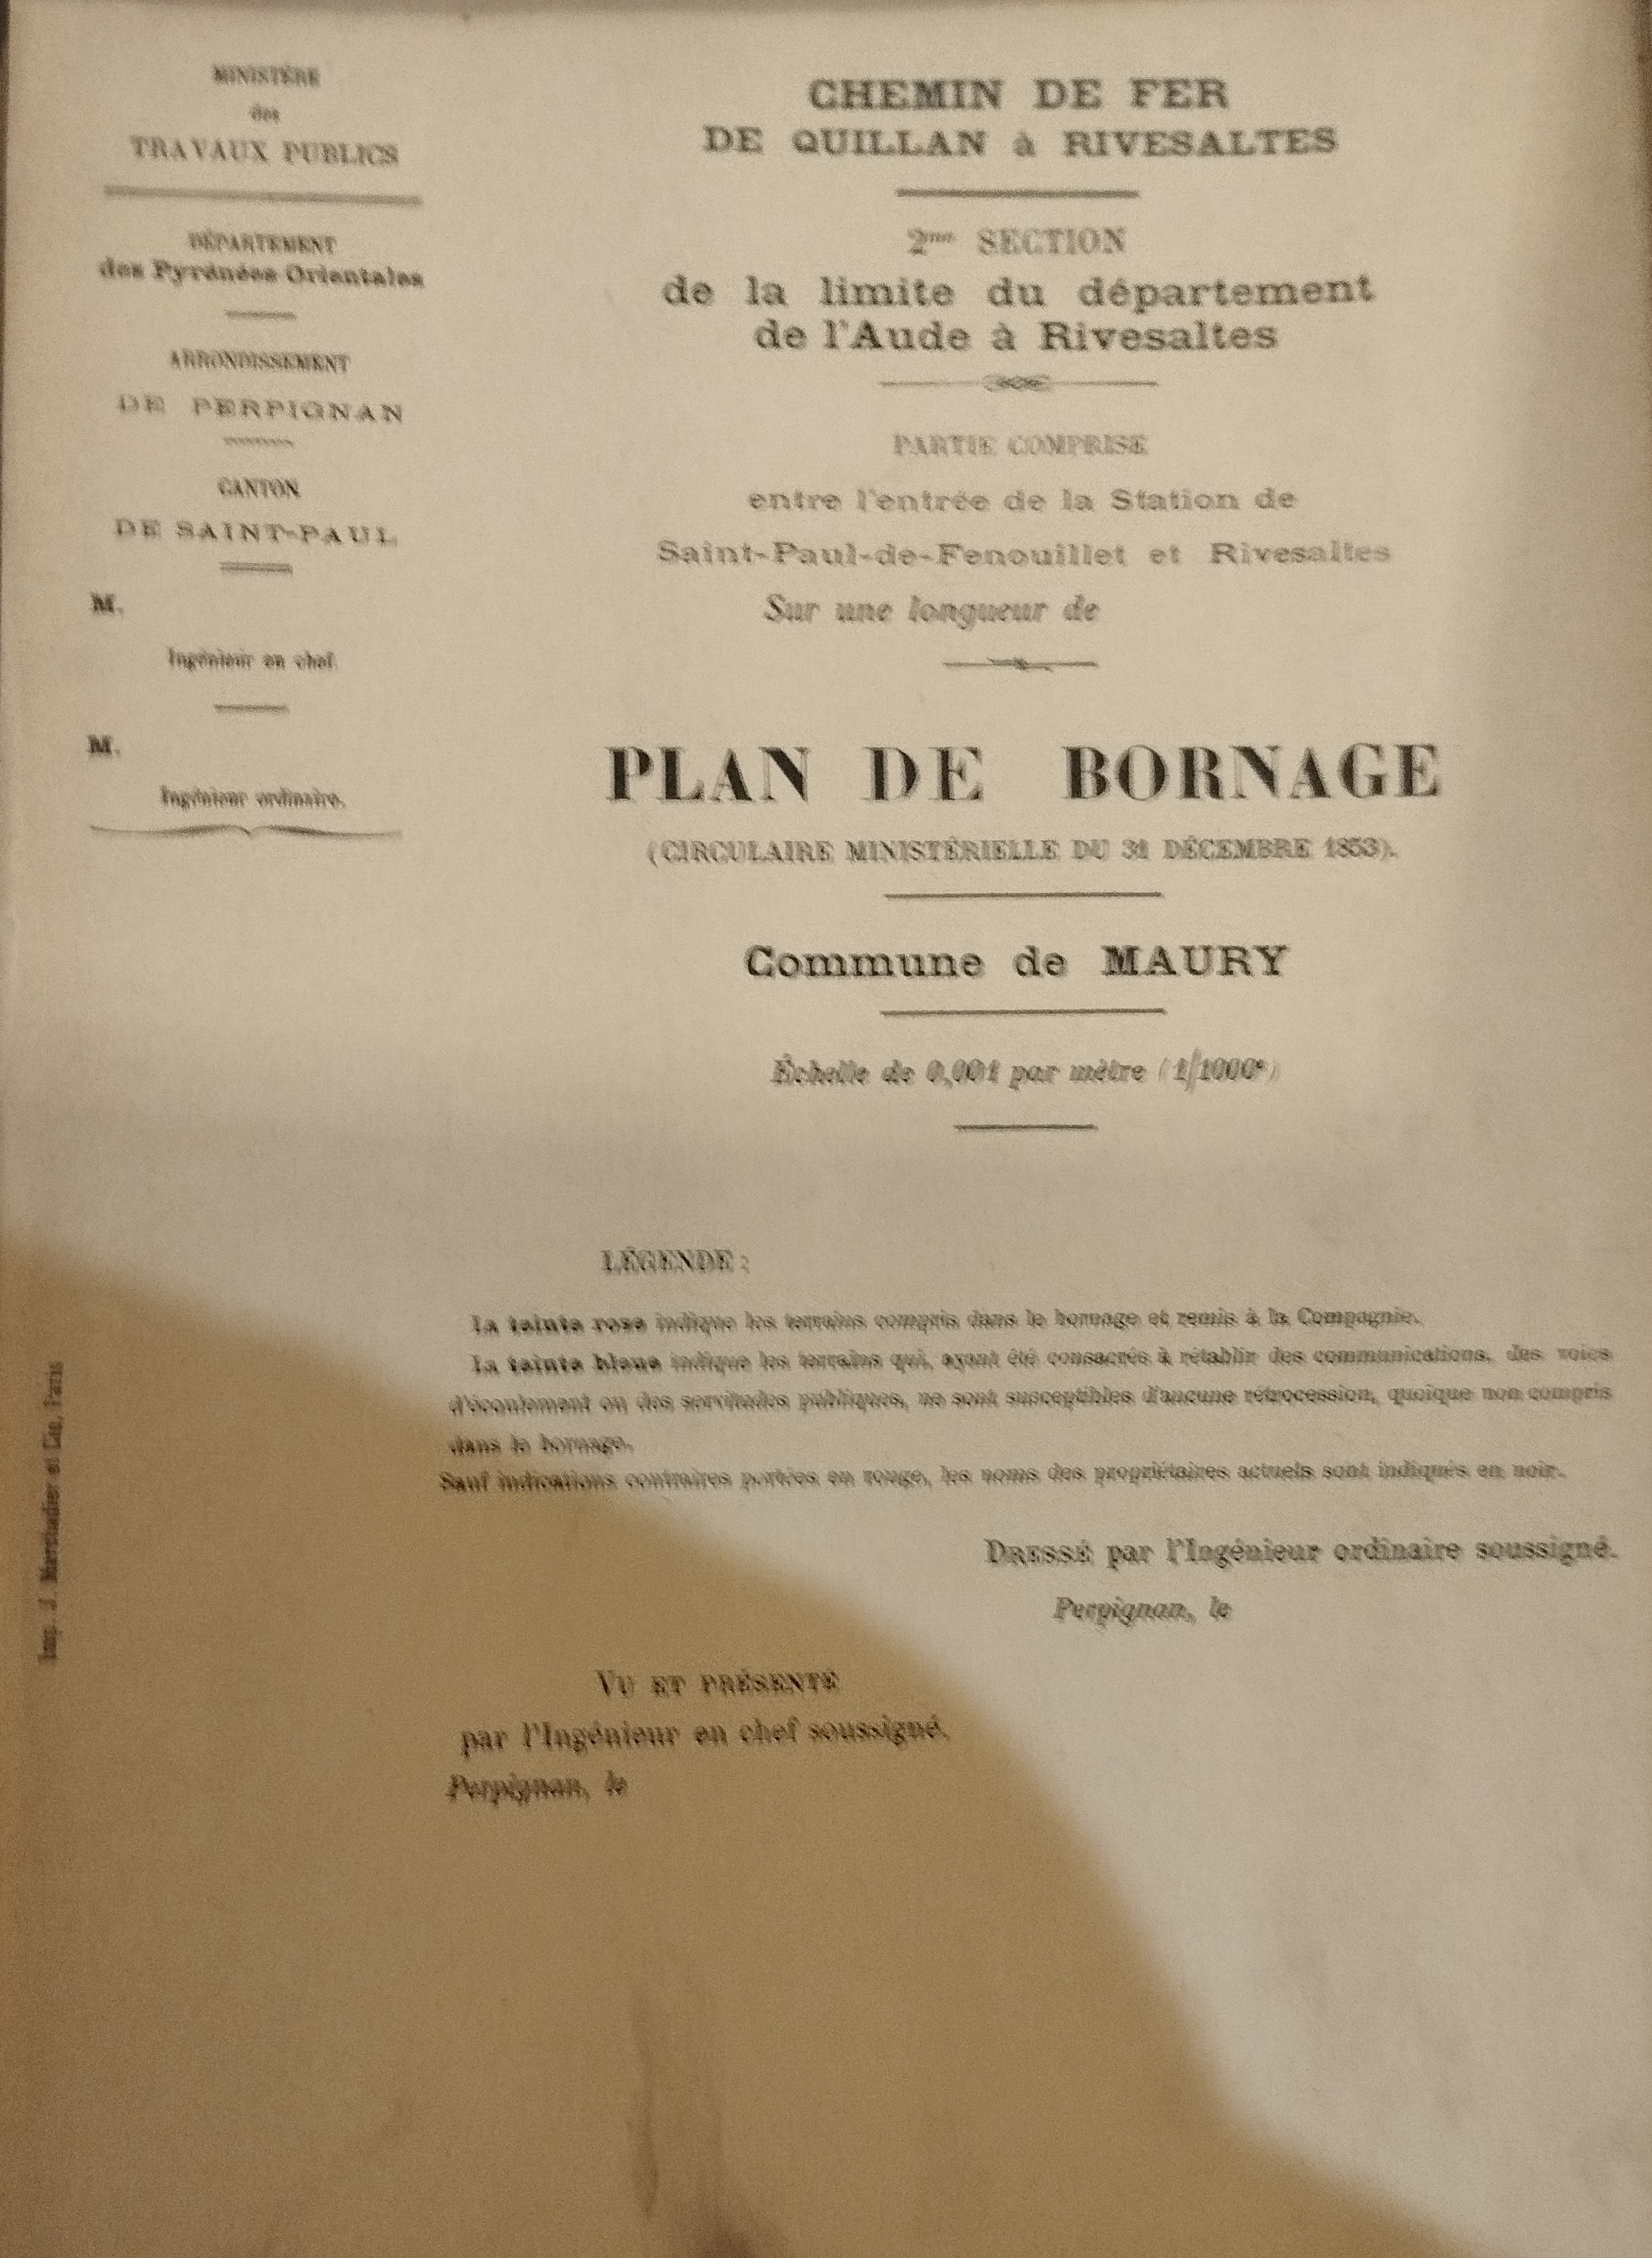 MINISTÈRE
des
TRAVAUX PUBLICS
DÉPARTEMENT
des Pyrénées Orientales
ARRONDISSEMENT
DE PERPIGNAN
CANTON
DE SAINT-PAUL
M.
Ingénieur en chef.
M.
Ingénieur ordinaire.
CHEMIN DE FER
DE QUILLAN à RIVESALTES
2me SECTION
de la limite du département
de l'Aude à Rivesaltes
PARTIE COMPRISE
entre l'entrée de la Station de
Saint-Paul-de-Fenouillet et Rivesaltes
Sur une longueur de
PLAN DE BORNAGE
(CIRCULAIRE MINISTÉRIELLE DU 31 DÉCEMBRE 1853).
Commune de MAURY
Échelle de 0,001 par mètre (1/1000e)
LÉGENDE :
La teinte rose indique les terrains compris dans le bornage et remis à la Compagnie.
La teinte bleue indique les terrains qui, ayant été consacrés à rétablir des communications, des voies
d'écoulement ou des servitudes publiques, ne sont susceptibles d'aucune rétrocession, quoique non compris
dans le bornage.
Sauf indications contraires portées en rouge, les noms des propriétaires actuels sont indiqués en noir.
DRESSÉ par l'Ingénieur ordinaire soussigné.
Perpignan, le
VU ET PRÉSENTÉ
par l'Ingénieur en chef soussigné.
Perpignan, le
Imp. J. et Cie, Paris